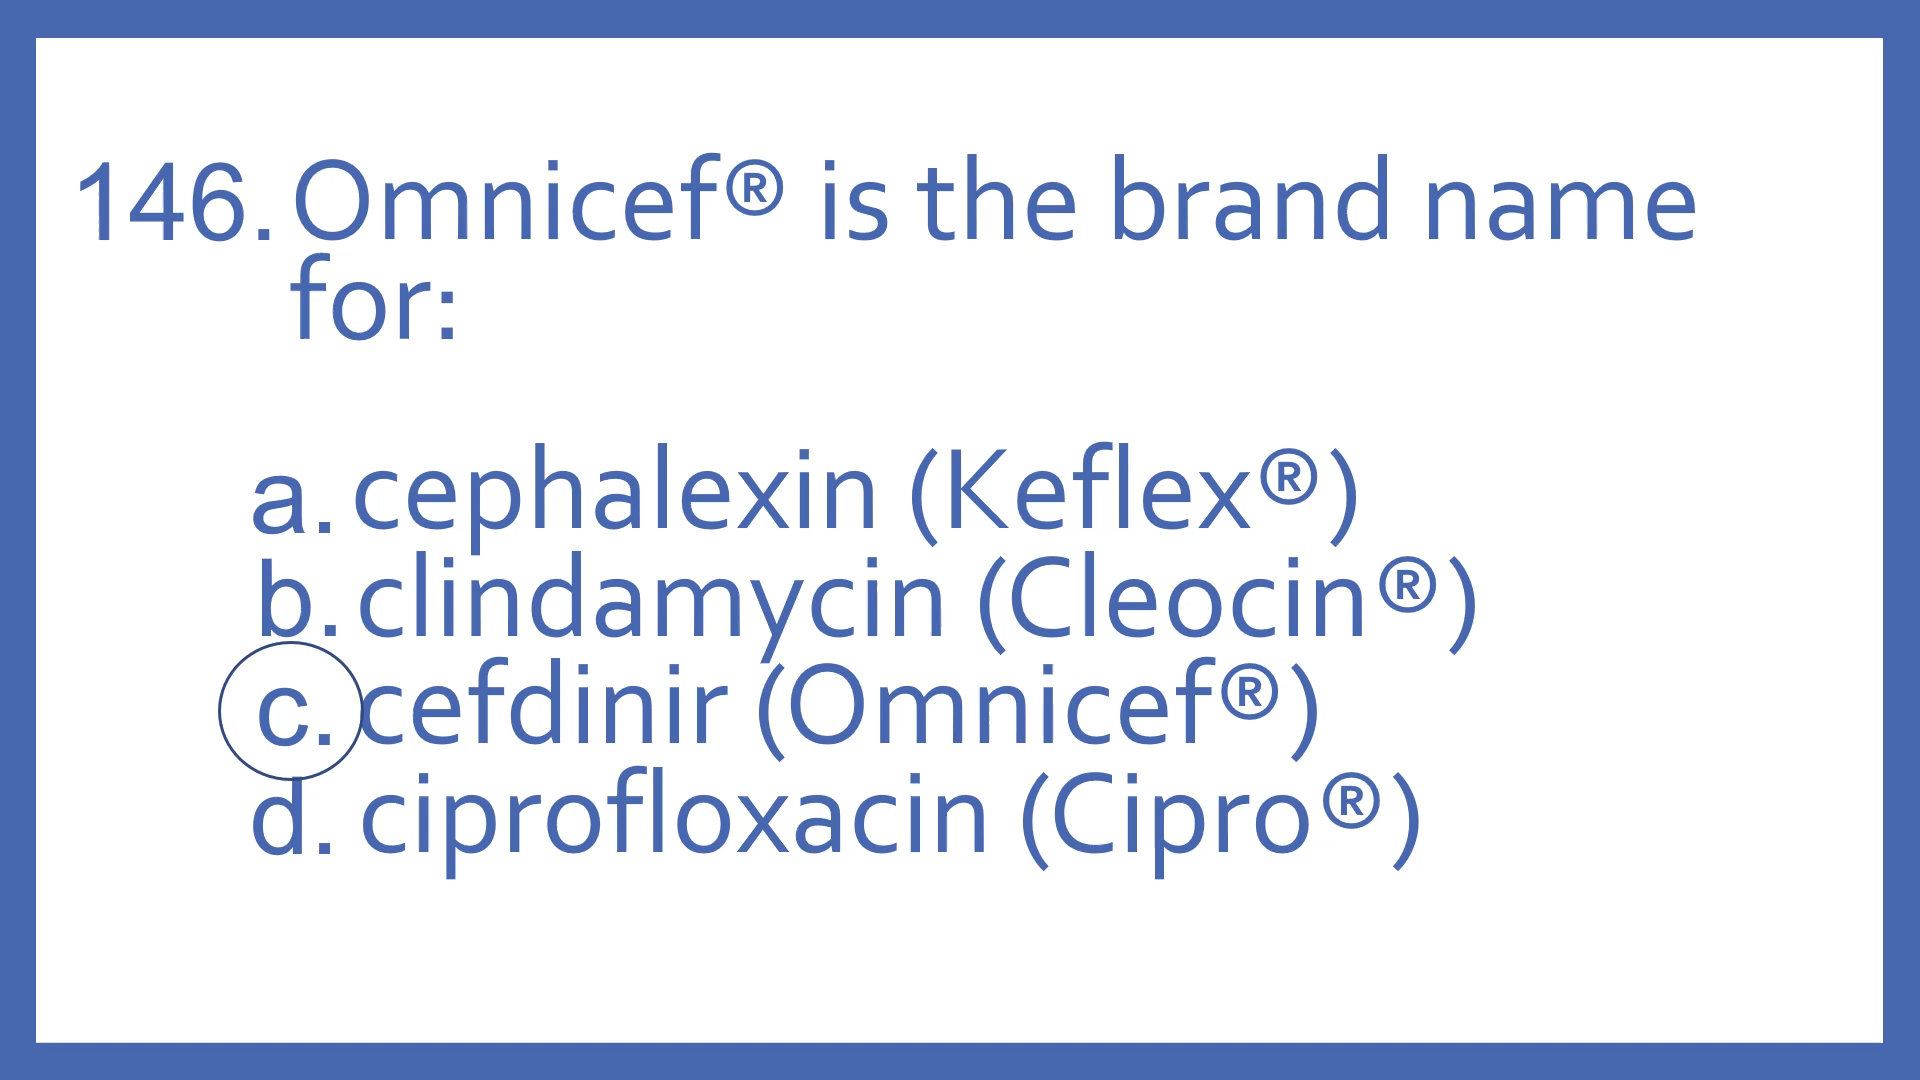 146. Omnicef® is the brand name
for:
a. cephalexin (Keflex®)
b. clindamycin (Cleocin®)
c. cefdinir (Omnicef®)
d. ciprofloxacin (Cipro®)